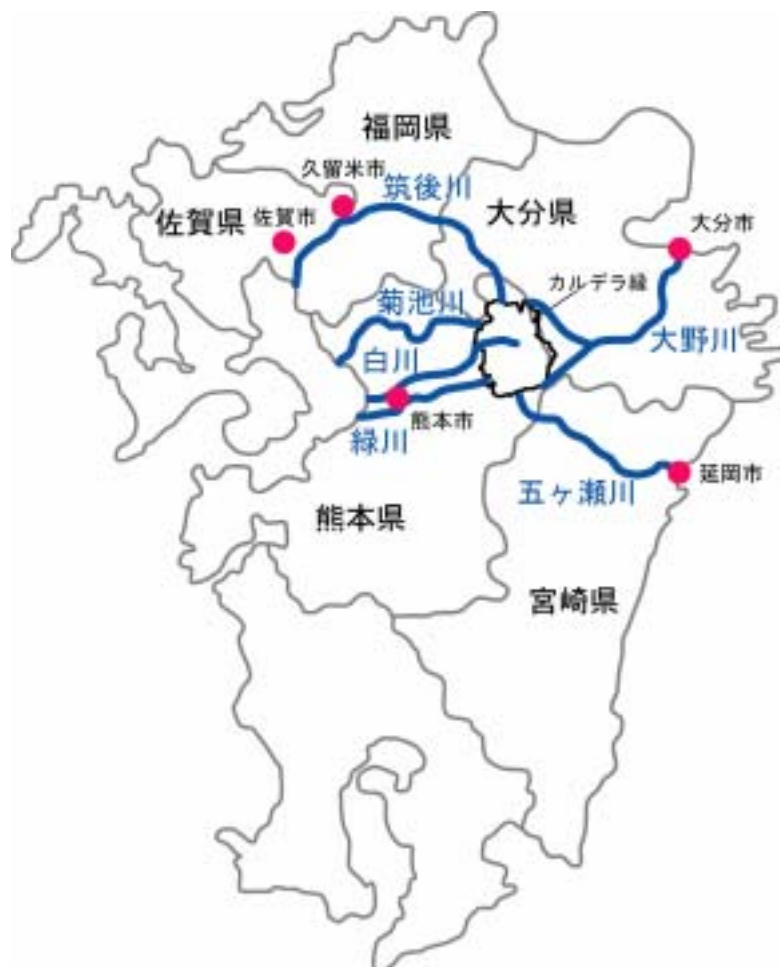 福岡県
久留米市
筑後川
佐賀県
佐賀市
大分県
大分市
カルデラ縁
菊池川
大野川
白川
熊本市
緑川
延岡市
五ヶ瀬川
熊本県
宮崎県